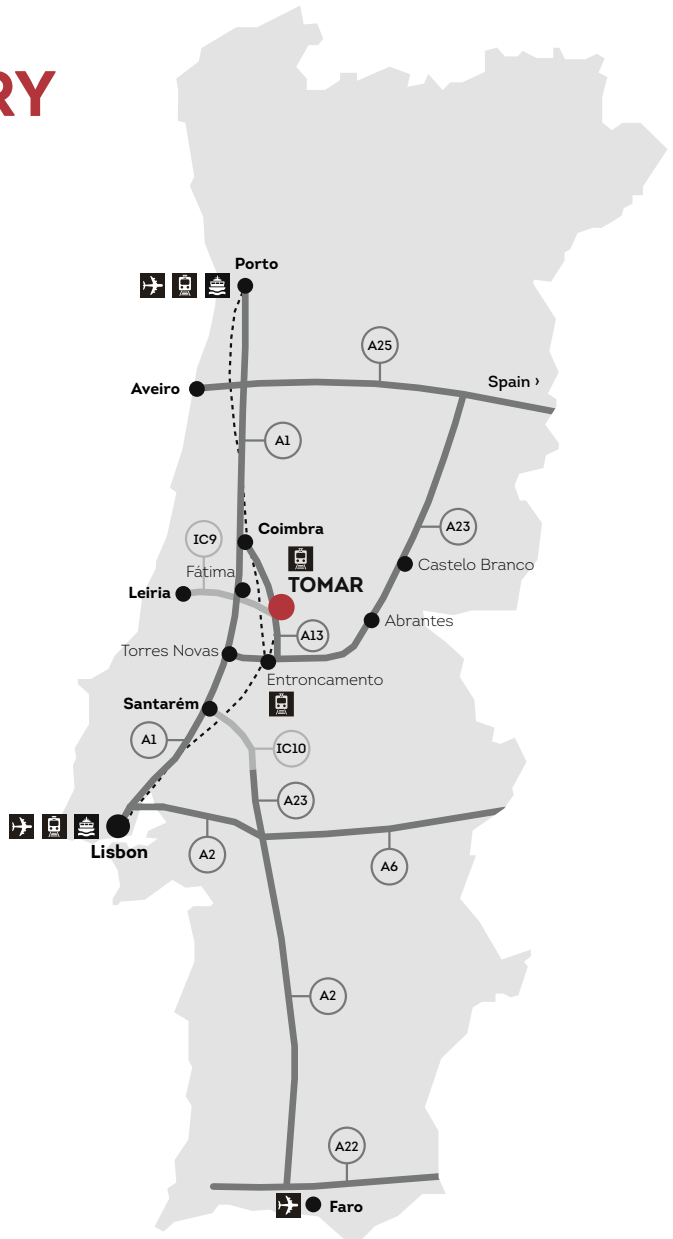 RY
Porto
A25
Spain ›
Aveiro
A1
A23
Coimbra
IC9
Castelo Branco
Fátima
TOMAR
Leiria
Abrantes
A13
Torres Novas
Entroncamento
Santarém
A1
IC10
A23
Lisbon
A2
A6
A2
A22
Faro